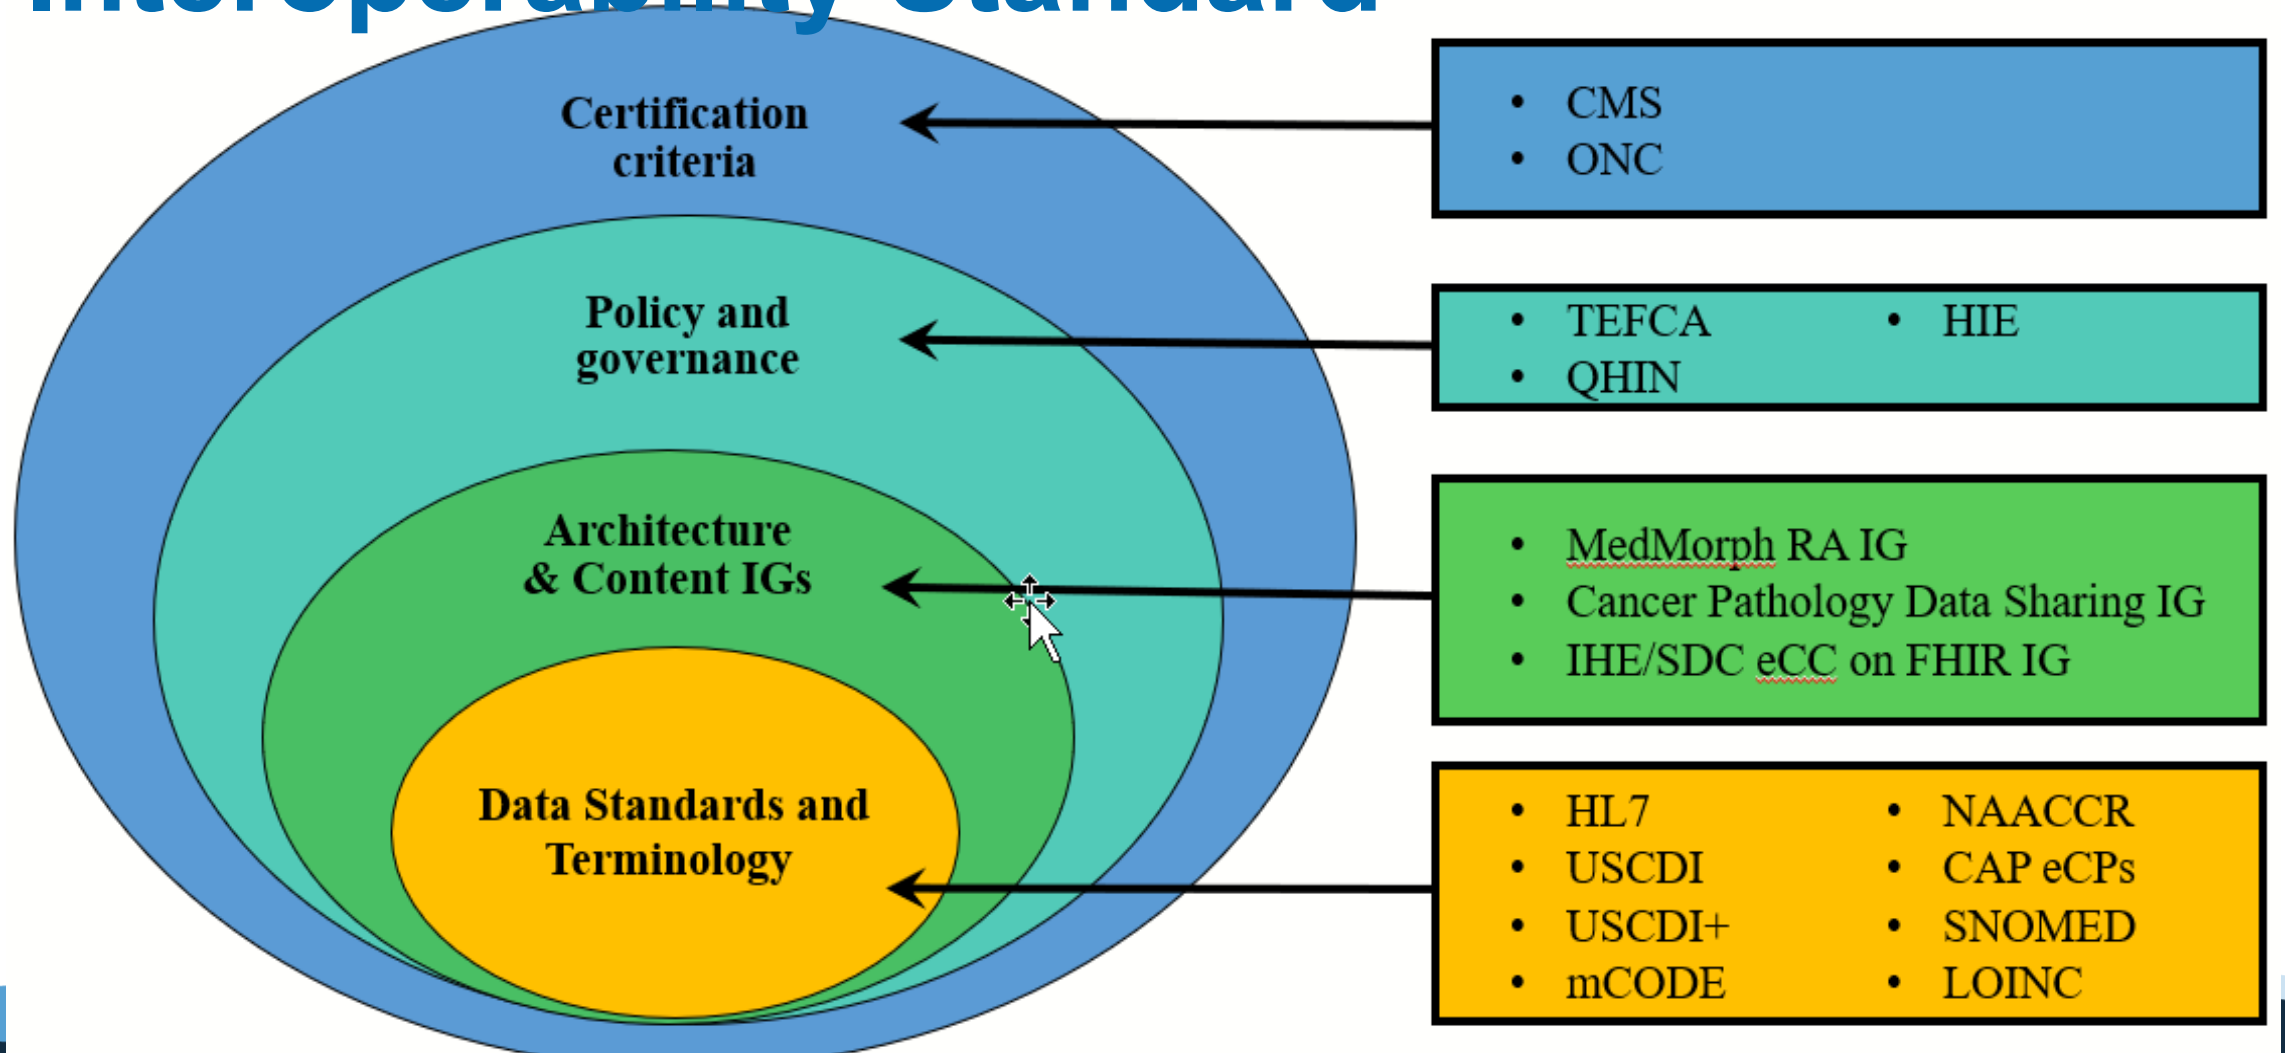 Interoperability Standard
Certification
criteria
• CMS
• ONC
Policy and
governance
• TEFCA
• QHIN
• HIE
Architecture
& Content IGs
• MedMorph RA IG
• Cancer Pathology Data Sharing IG
• IHE/SDC eCC on FHIR IG
Data Standards and
Terminology
• HL7
• USCDI
• USCDI+
• mCODE
• NAACCR
• CAP eCPs
• SNOMED
• LOINC